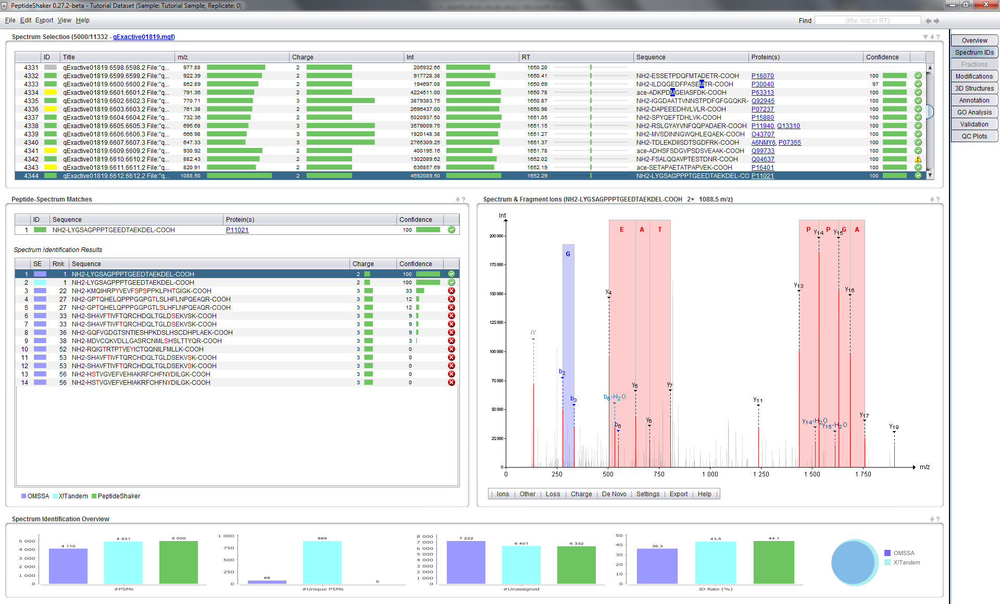 PeptideShaker 0.27.2-beta - Tutorial Dataset (Sample: Tutorial Sample, Replicate: 0)
File Edit Export View Help
Find (title, m/z or RT)
Spectrum Selection (5000/11332 - qExactive01819.mgf)
ID Title m/z Charge Int RT Sequence Protein(s) Confidence
4331 qExactive01819.6598.6598.2 File:"q... 977.88 2 206932.66 1650.20
4332 qExactive01819.6599.6599.2 File:"q... 922.39 2 917728.38 1650.41 NH2-ESSETPDQFMTADETR-COOH P16070 100
4333 qExactive01819.6600.6600.2 File:"q... 862.89 2 194697.08 1650.69 NH2-ILDQGEDFPASEMTR-COOH P30040 97
4334 qExactive01819.6601.6601.2 File:"q... 791.36 2 4224511.00 1650.78 ace-ADKPDMGEIASFDK-COOH P63313 100
4335 qExactive01819.6602.6602.3 File:"q... 770.71 3 3879383.75 1650.87 NH2-IGGDAATTVNNSTPDFGFGGQKR- Q92945 100
4336 qExactive01819.6603.6603.2 File:"q... 761.38 2 2696437.00 1650.98 NH2-DAPEEEDHVLVLR-COOH P07237 100
4337 qExactive01819.6604.6604.2 File:"q... 732.36 2 5020937.50 1651.05 NH2-SPYQEFTDHLVK-COOH P15880 100
4338 qExactive01819.6605.6605.3 File:"q... 695.68 3 3579009.75 1651.15 NH2-RSLGYAYVNFQQPADAER-COOH P11940, Q13310 100
4339 qExactive01819.6606.6606.3 File:"q... 666.98 3 1920148.38 1651.27 NH2-MVSDINNGWQHLEQAEK-COOH O43707 100
4340 qExactive01819.6607.6607.3 File:"q... 647.33 3 2765309.25 1651.37 NH2-TDLEKDIISDTSGDFRK-COOH A6NMY6, P07355 100
4341 qExactive01819.6609.6609.2 File:"q... 930.92 2 400195.16 1651.78 ace-ADHSFSDGVPSDSVEAAK-COOH Q99733 100
4342 qExactive01819.6610.6610.2 File:"q... 882.43 2 1302089.62 1652.02 NH2-FSALQQAVPTESTDNR-COOH Q04637 100
4343 qExactive01819.6611.6611.2 File:"q... 820.91 2 636857.69 1652.19 ace-SETAPAETATPAPVEK-COOH P16401 100
4344 qExactive01819.6612.6612.2 File:"q... 1088.50 2 4692089.50 1652.29 NH2-LYGSAGPPPTGEEDTAEKDEL-CO P11021 100
Overview
Spectrum IDs
Fractions
Modifications
3D Structures
Annotation
GO Analysis
Validation
QC Plots
Peptide-Spectrum Matches
ID Sequence Protein(s) Confidence
1 NH2-LYGSAGPPPTGEEDTAEKDEL-COOH P11021 100
Spectrum Identification Results
SE Rnk Sequence Charge Confidence
1 1 NH2-LYGSAGPPPTGEEDTAEKDEL-COOH 2 100
2 1 NH2-LYGSAGPPPTGEEDTAEKDEL-COOH 2 100
3 22 NH2-KMQIHRPYVEVFSPSPPKLPHTGIGK-COOH 3 33
4 27 NH2-GPTQHELQPPPGGPGTLSLHFLNPQEAQR-COOH 3 12
5 27 NH2-GPTQHELQPPPGGPGTLSLHFLNPQEAQR-COOH 3 12
6 33 NH2-SHAVFTIVFTQRCHDQLTGLDSEKVSK-COOH 3 9
7 33 NH2-SHAVFTIVFTQRCHDQLTGLDSEKVSK-COOH 3 9
8 36 NH2-GQFVGDGTSNTIESHPKDSLHSCDHPLAEK-COOH 3 9
9 38 NH2-MDVCQKVDLLGASRCNMLSHSLTTYQR-COOH 3 3
10 52 NH2-RQIGTRTPTVEYICTQQNILFMLLK-COOH 3 0
11 53 NH2-SHAVFTIVFTQRCHDQLTGLDSEKVSK-COOH 3 0
12 53 NH2-SHAVFTIVFTQRCHDQLTGLDSEKVSK-COOH 3 0
13 56 NH2-HSTVGVEFVEHIAKRFCHFNYDILGK-COOH 3 0
14 56 NH2-HSTVGVEFVEHIAKRFCHFNYDILGK-COOH 3 0
OMSSA X!Tandem PeptideShaker
Spectrum & Fragment Ions (NH2-LYGSAGPPPTGEEDTAEKDEL-COOH 2+ 1088.5 m/z)
Int
200 000
175 000
150 000
125 000
100 000
75 000
50 000
25 000
0
G
E A T
P P G A
iY
b2
b3
y4
b6-H2O
b6
y5
y6
y7
y11
y13
y14
y15
y16
y14-H2O
y15-H2O
y17
y19
0 250 500 750 1 000 1 250 1 500 1 750
m/z
Ions Other Loss Charge De Novo Settings Export Help
Spectrum Identification Overview
5 000
4 000
3 000
2 000
1 000
0
4 110 4 931 5 000
#PSMs
1 000
750
500
250
0
68 889 0
#Unique PSMs
8 000
7 000
6 000
5 000
4 000
3 000
2 000
1 000
0
7 222 6 401 6 332
#Unassigned
50
40
30
20
10
0
36,3 43,5 44,1
ID Rate (%)
OMSSA
X!Tandem